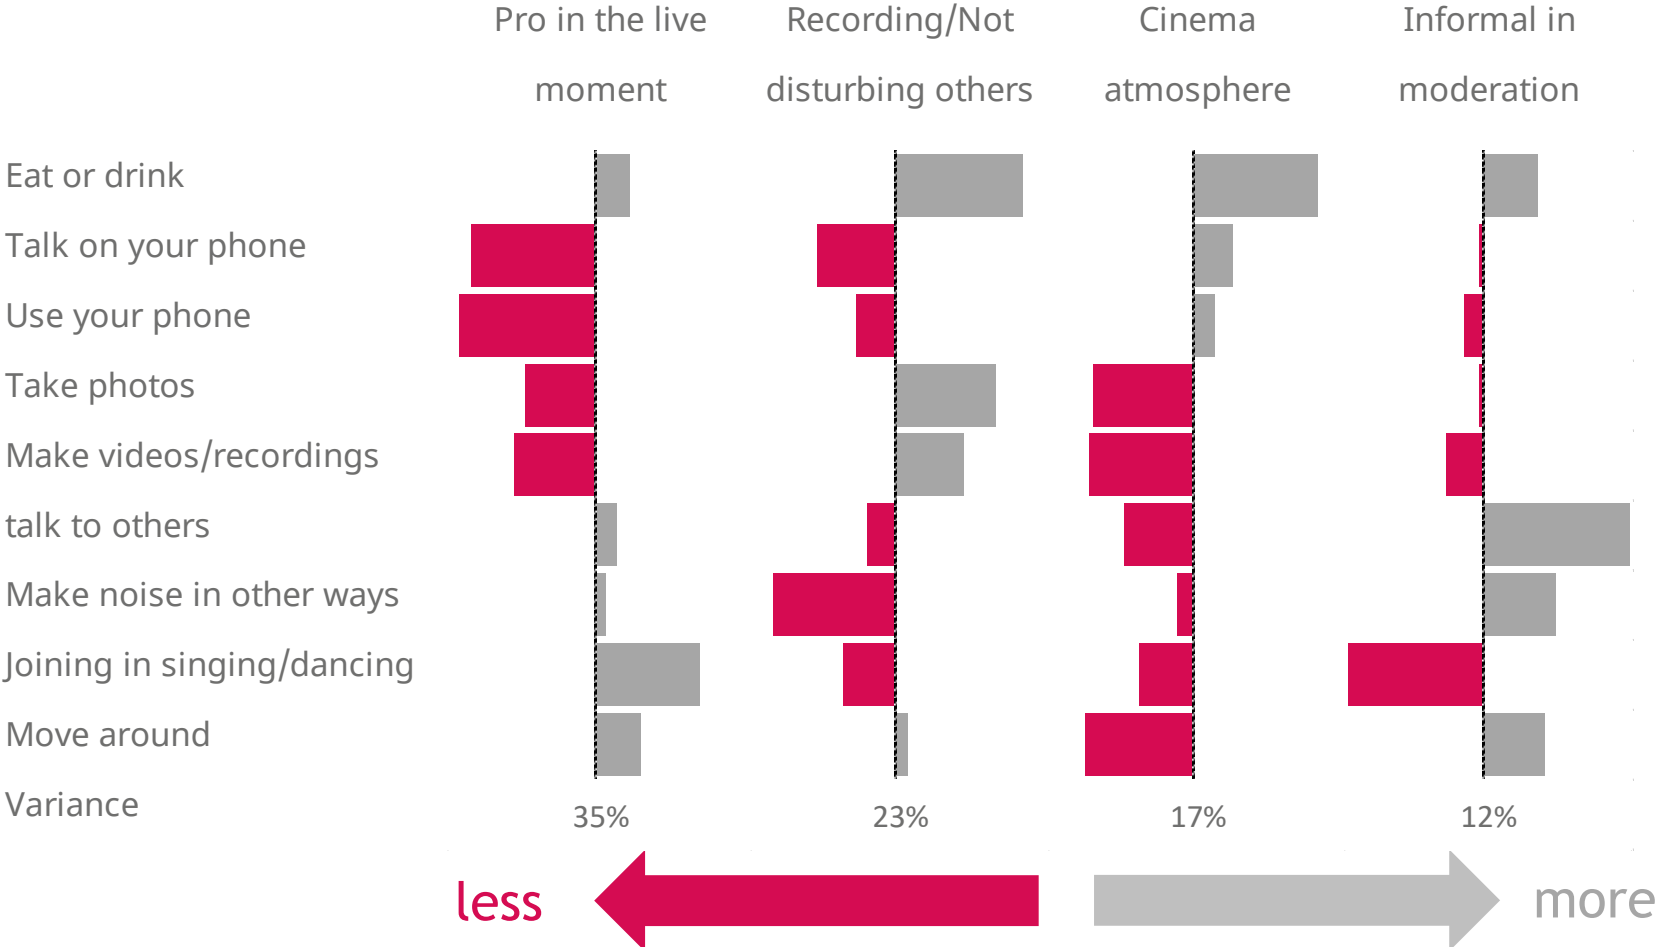 Pro in the live
moment
Recording/Not
disturbing others
Cinema
atmosphere
Informal in
moderation
Eat or drink
Talk on your phone
Use your phone
Take photos
Make videos/recordings
talk to others
Make noise in other ways
Joining in singing/dancing
Move around
Variance
35%
23%
17%
12%
less
more